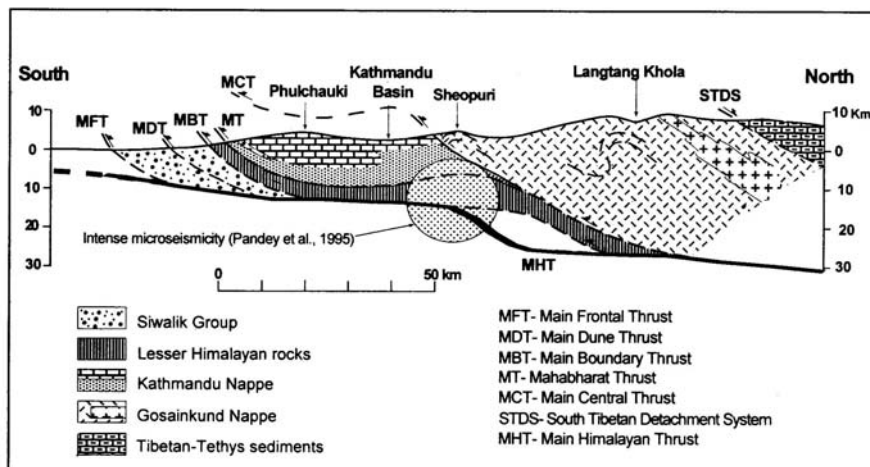 South
North
MCT
Phulchauki
Kathmandu
Basin
Sheopuri
Langtang Khola
STDS
MFT
MDT
MBT
MT
10
0
10
20
30
10 Km
0
10
20
30
Intense microseismicity (Pandey et al., 1995)
MHT
0
50 km
Siwalik Group
Lesser Himalayan rocks
Kathmandu Nappe
Gosainkund Nappe
Tibetan-Tethys sediments
MFT- Main Frontal Thrust
MDT- Main Dune Thrust
MBT- Main Boundary Thrust
MT- Mahabharat Thrust
MCT- Main Central Thrust
STDS- South Tibetan Detachment System
MHT- Main Himalayan Thrust